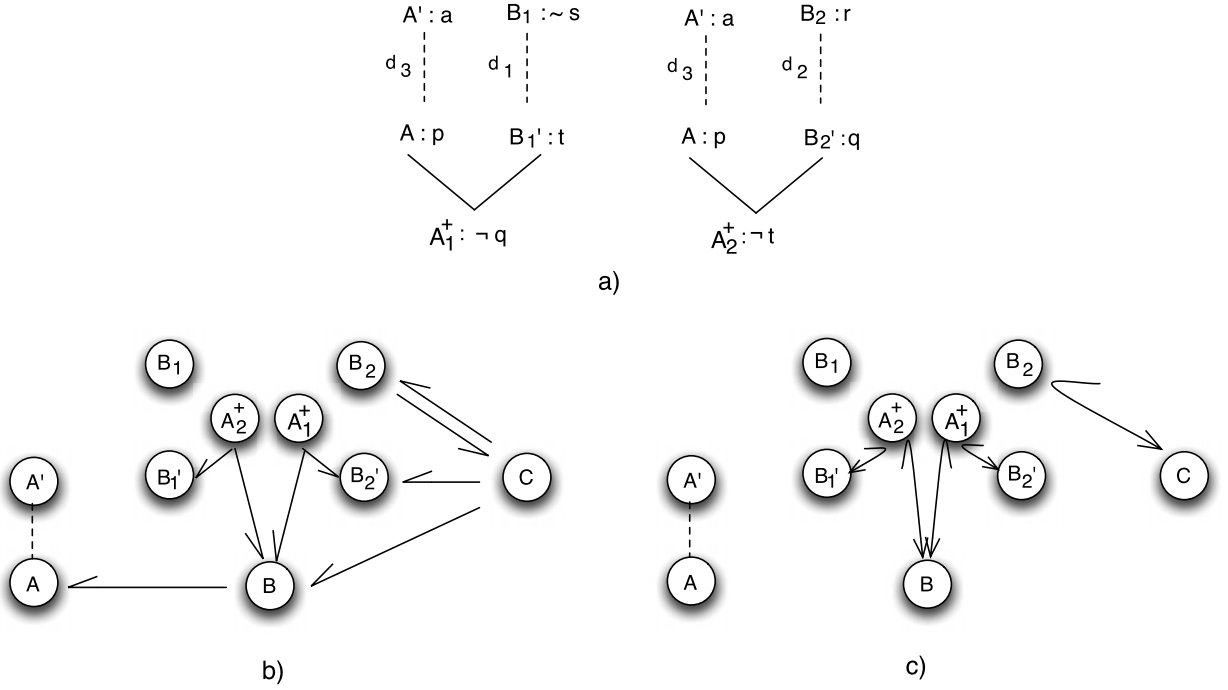 A' : a B₁ : ~ s A' : a B₂ : r
d₃ d₁ d₃ d₂
A : p B₁' : t A : p B₂' : q
A₁⁺ : ¬ q A₂⁺ : ¬ t
a)
B₁ B₂ B₁ B₂
A₂⁺ A₁⁺ A₂⁺ A₁⁺
A' B₁' B₂' C A' B₁' B₂' C
A B A B
b) c)